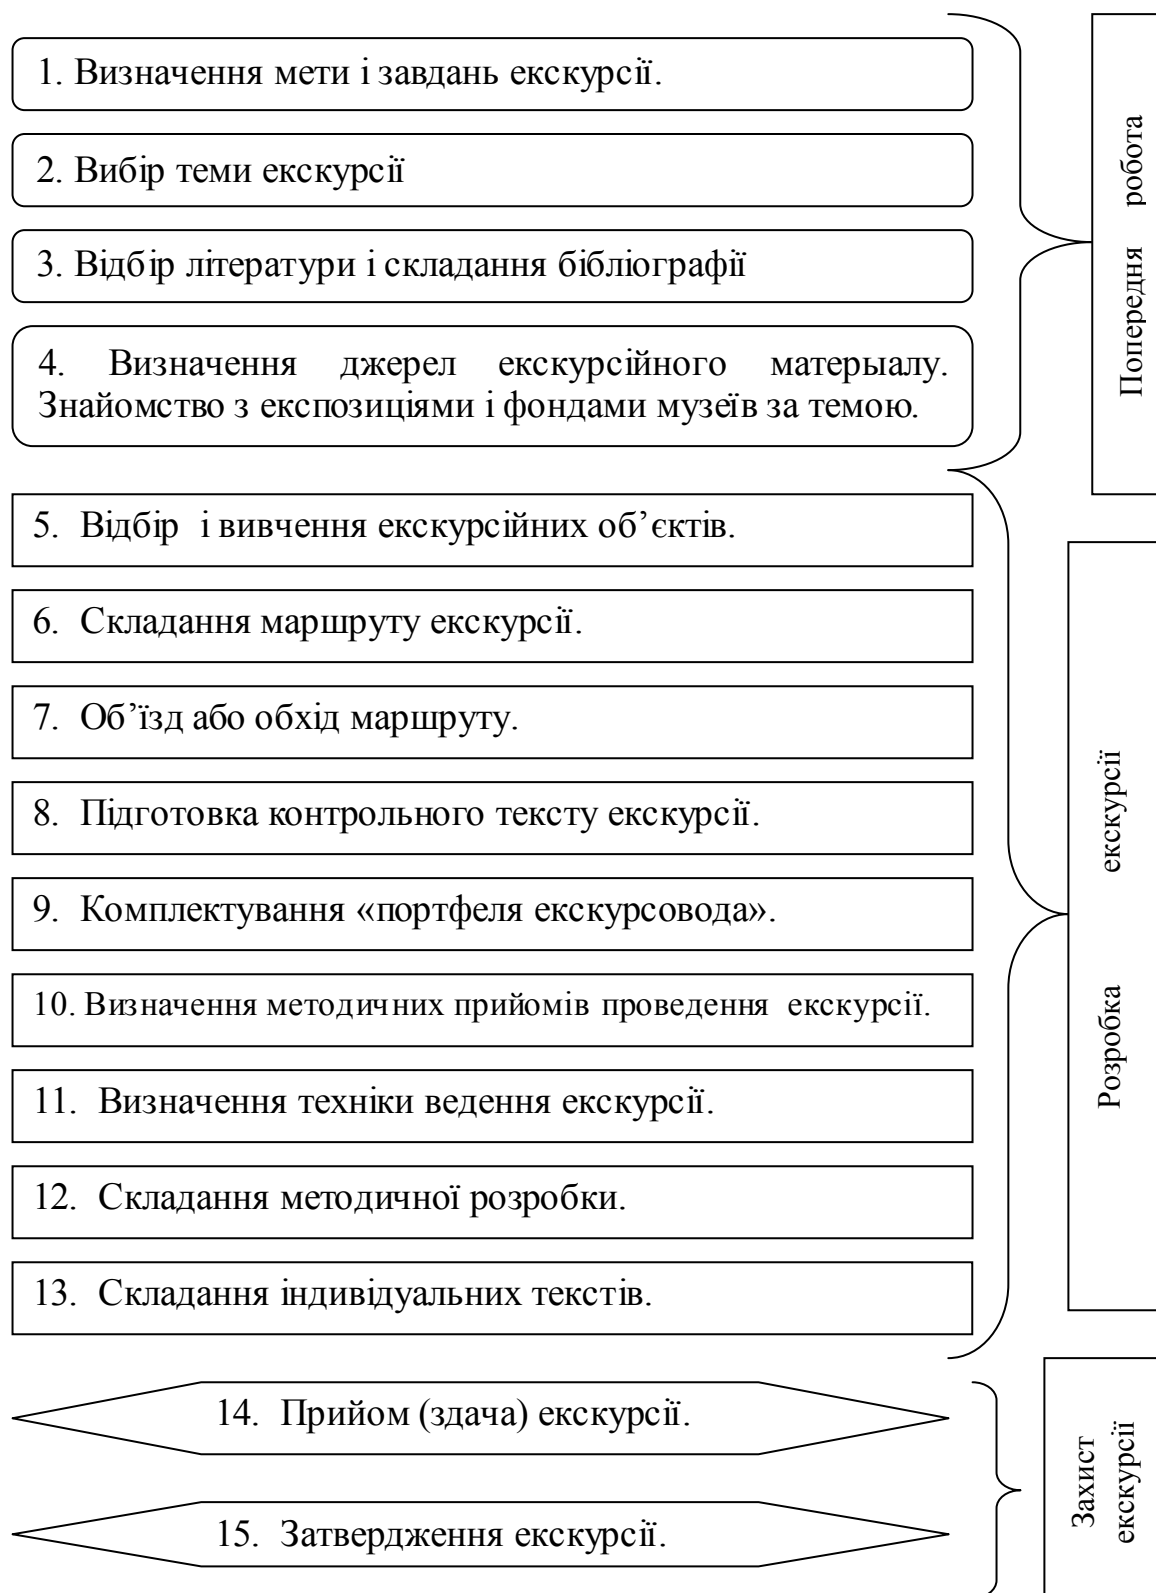 1. Визначення мети і завдань екскурсії.
2. Вибір теми екскурсії
3. Відбір літератури і складання бібліографії
4. Визначення джерел екскурсійного матерыалу.
Знайомство з експозиціями і фондами музеїв за темою.
Попередня робота
5. Відбір і вивчення екскурсійних об’єктів.
6. Складання маршруту екскурсії.
7. Об’їзд або обхід маршруту.
8. Підготовка контрольного тексту екскурсії.
9. Комплектування «портфеля екскурсовода».
10. Визначення методичних прийомів проведення екскурсії.
11. Визначення техніки ведення екскурсії.
12. Складання методичної розробки.
13. Складання індивідуальних текстів.
Розробка екскурсії
14. Прийом (здача) екскурсії.
15. Затвердження екскурсії.
Захист
екскурсії